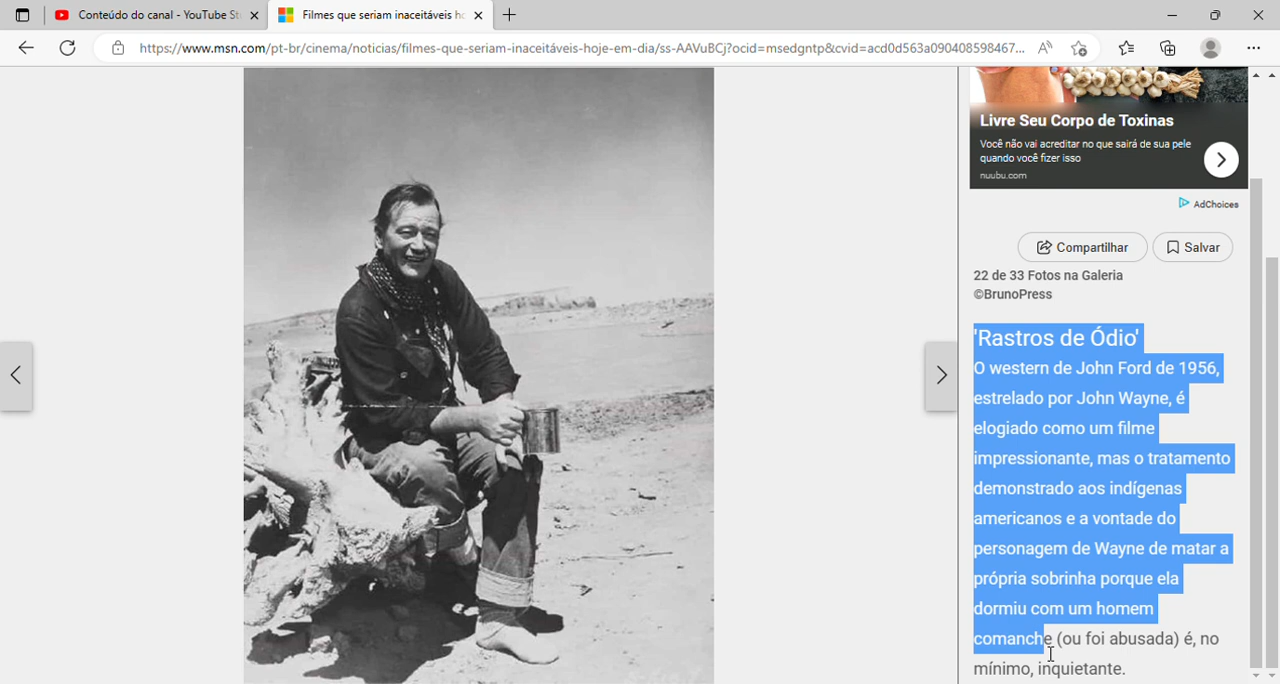 Conteúdo do canal - YouTube St
Filmes que seriam inaceitáveis ho
https://www.msn.com/pt-br/cinema/noticias/filmes-que-seriam-inaceitáveis-hoje-em-dia/ss-AAVuBCj?ocid=msedgntp&cvid=acd0d563a090408598467...
Livre Seu Corpo de Toxinas
Você não vai acreditar no que sairá de sua pele
quando você fizer isso
nuubu.com
AdChoices
Compartilhar
Salvar
22 de 33 Fotos na Galeria
©BrunoPress
'Rastros de Ódio'
O western de John Ford de 1956,
estrelado por John Wayne, é
elogiado como um filme
impressionante, mas o tratamento
demonstrado aos indígenas
americanos e a vontade do
personagem de Wayne de matar a
própria sobrinha porque ela
dormiu com um homem
comanche (ou foi abusada) é, no
mínimo, inquietante.